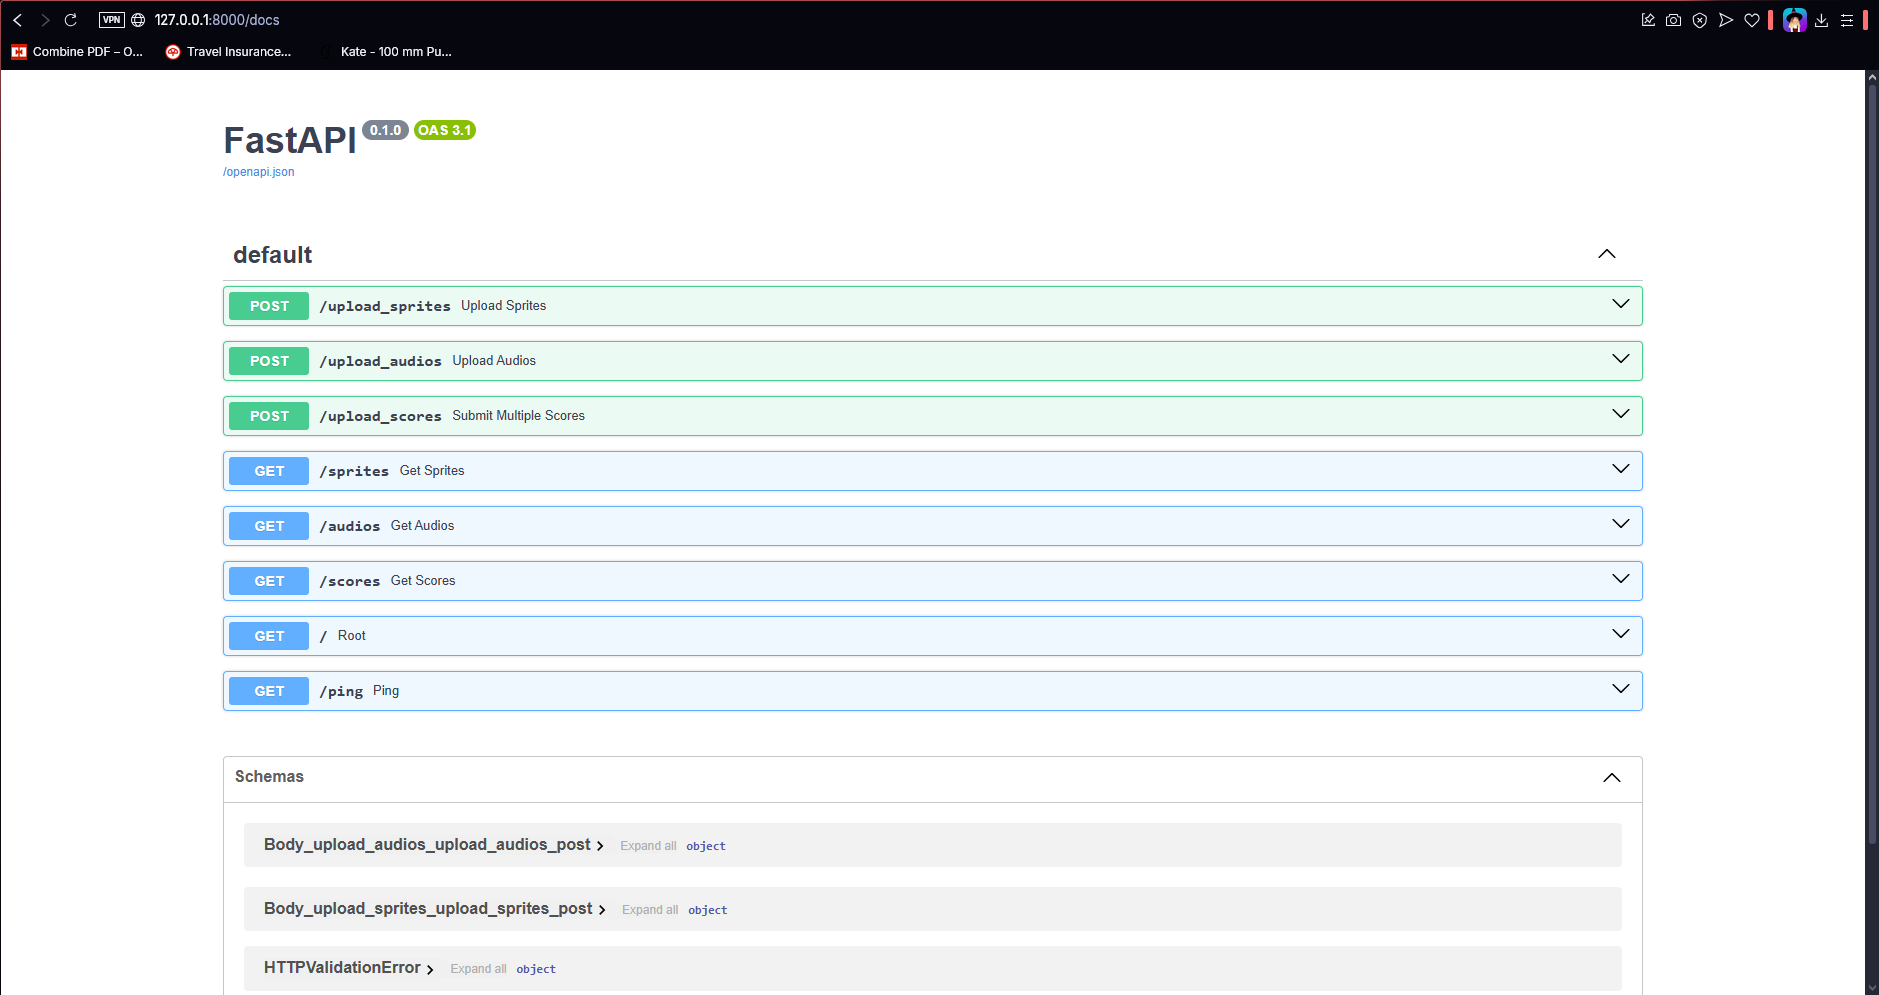 VPN 127.0.0.1:8000/docs
Combine PDF – O... Travel Insurance... Kate - 100 mm Pu...
FastAPI 0.1.0 OAS 3.1
/openapi.json
default
POST /upload_sprites Upload Sprites
POST /upload_audios Upload Audios
POST /upload_scores Submit Multiple Scores
GET /sprites Get Sprites
GET /audios Get Audios
GET /scores Get Scores
GET / Root
GET /ping Ping
Schemas
Body_upload_audios_upload_audios_post Expand all object
Body_upload_sprites_upload_sprites_post Expand all object
HTTPValidationError Expand all object